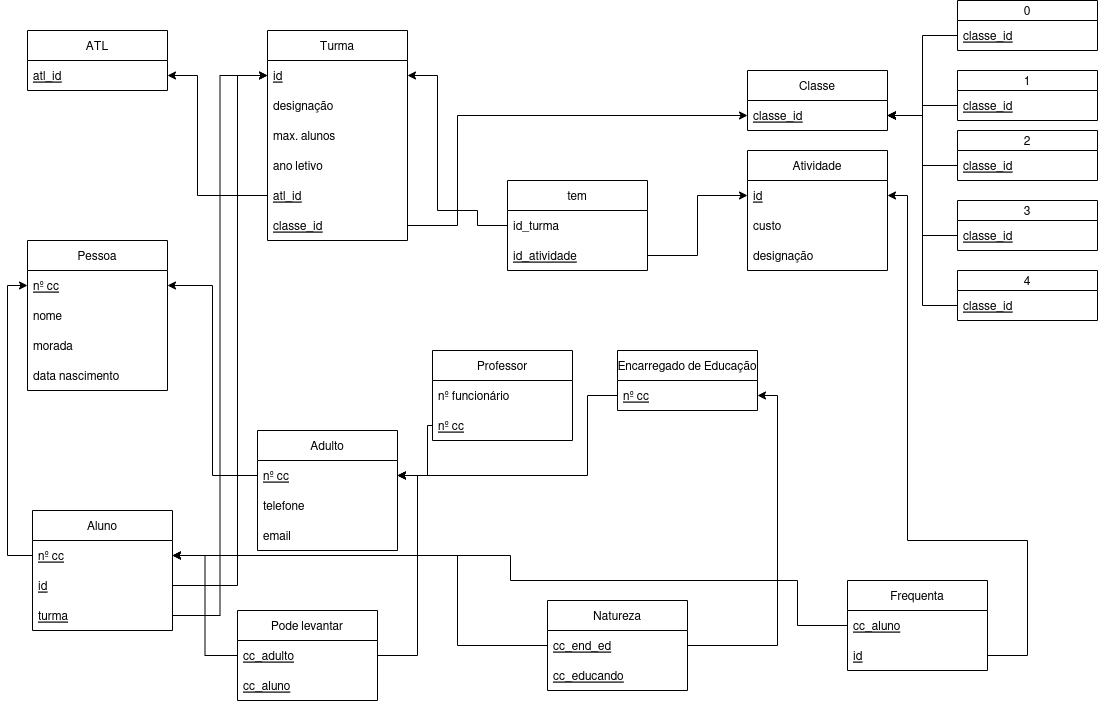 ATL
atl_id
Turma
id
designação
max. alunos
ano letivo
atl_id
classe_id
Classe
classe_id
0
classe_id
1
classe_id
2
classe_id
3
classe_id
4
classe_id
tem
id_turma
id_atividade
Atividade
id
custo
designação
Pessoa
nº cc
nome
morada
data nascimento
Professor
nº funcionário
nº cc
Encarregado de Educação
nº cc
Adulto
nº cc
telefone
email
Aluno
nº cc
id
turma
Pode levantar
cc_adulto
cc_aluno
Natureza
cc_end_ed
cc_educando
Frequenta
cc_aluno
id